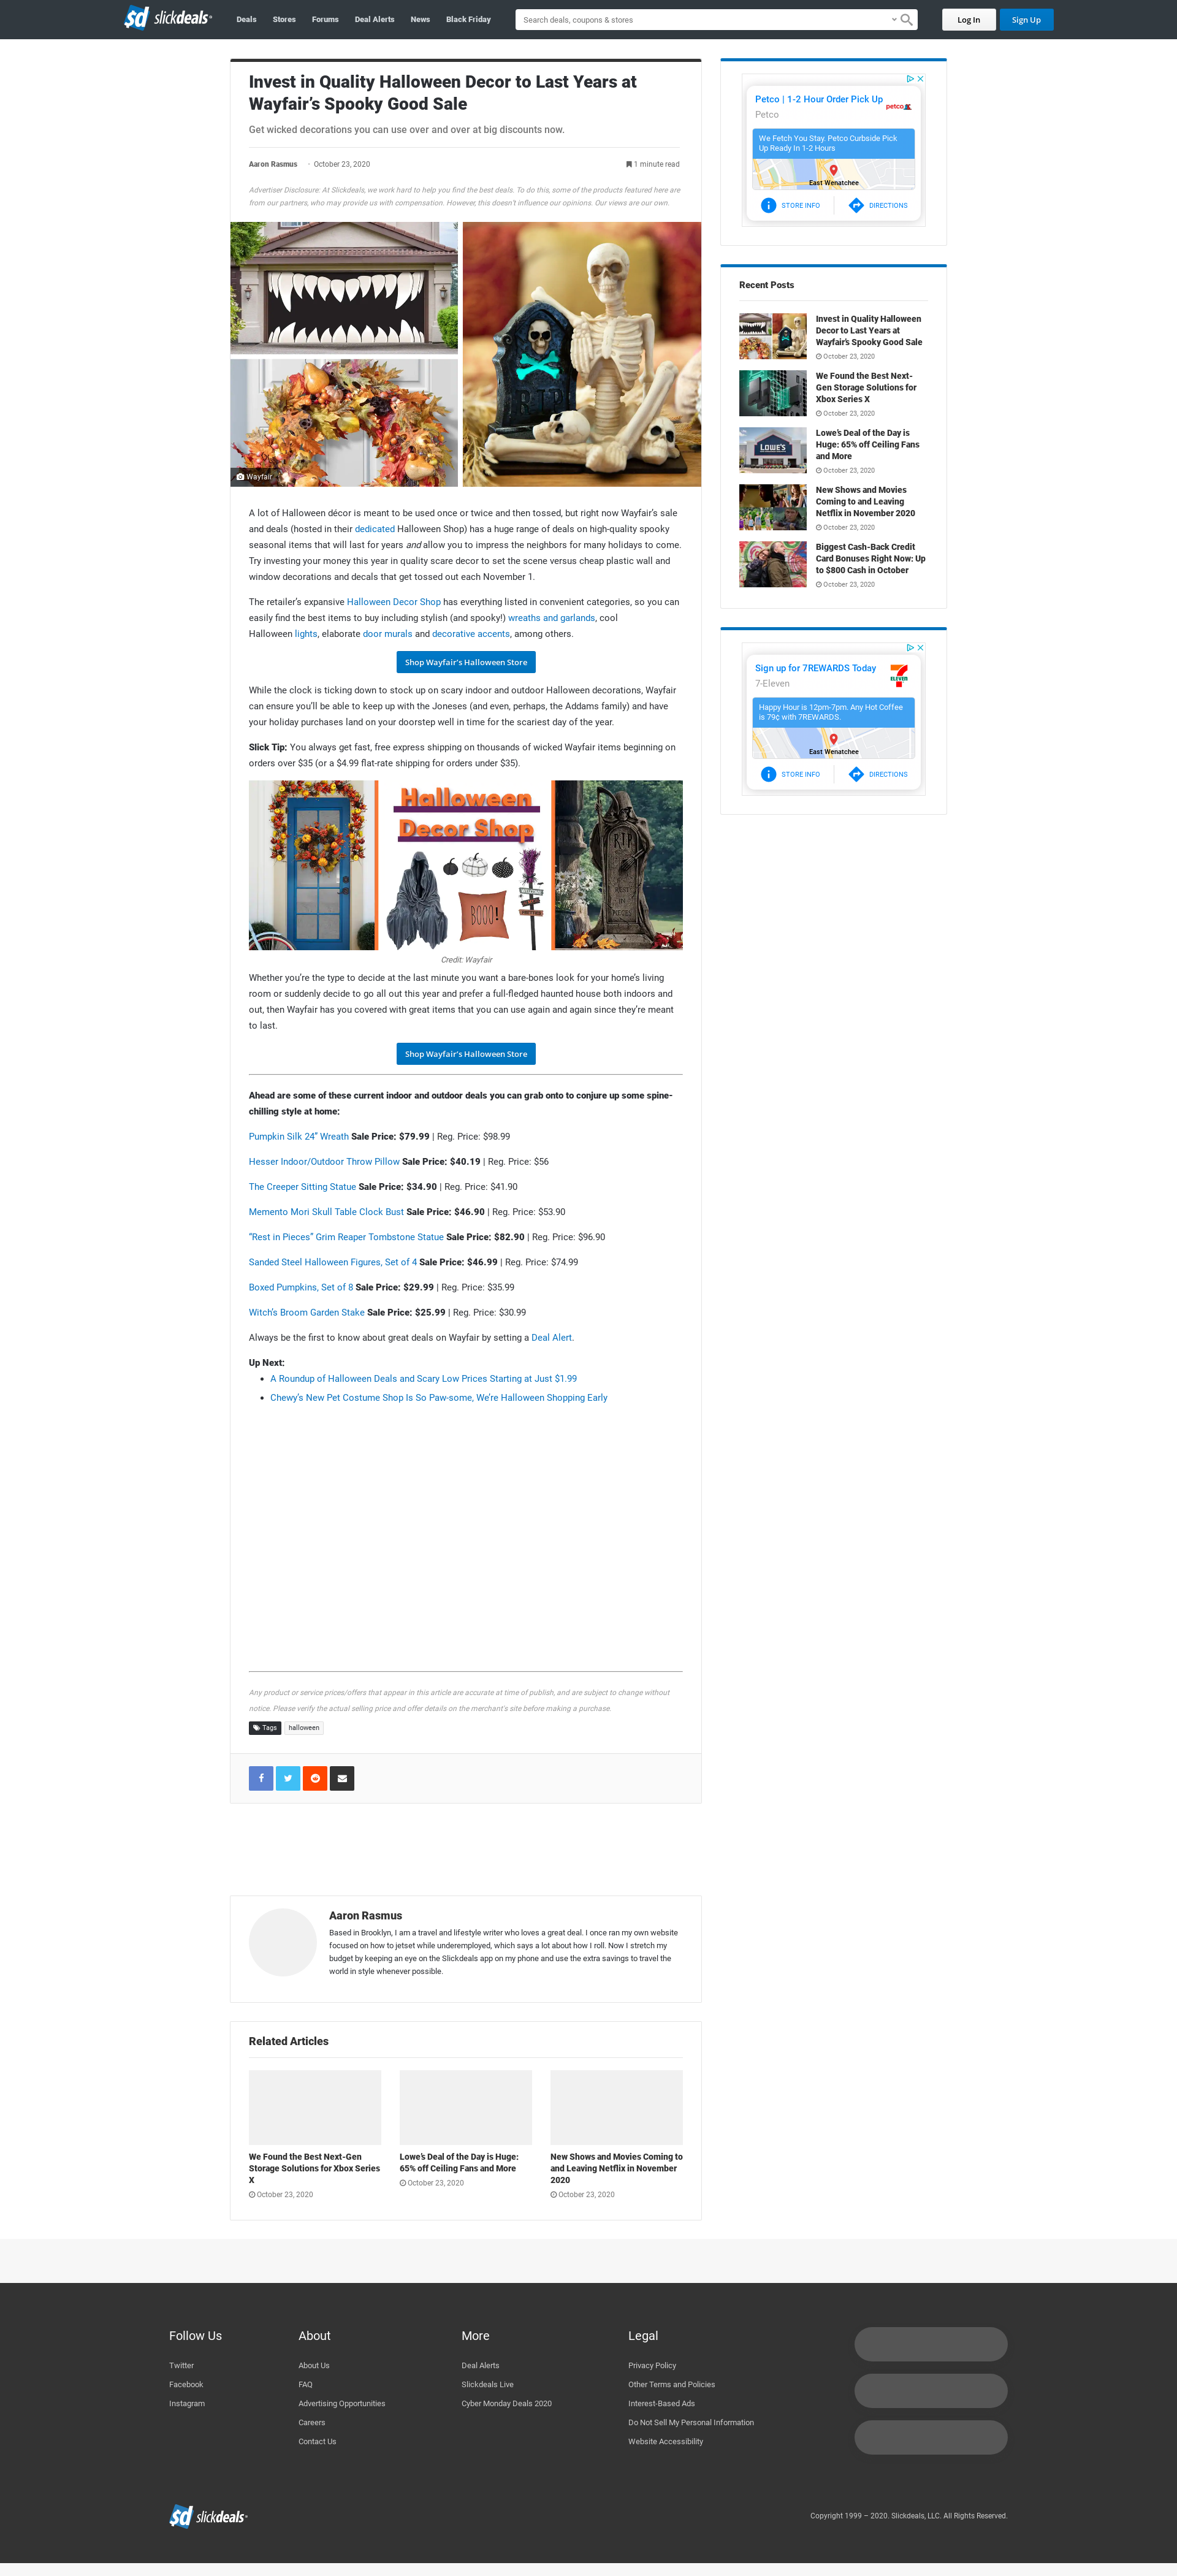 sd slickdeals
Deals Stores Forums Deal Alerts News Black Friday
Search deals, coupons & stores
Log In Sign Up
Invest in Quality Halloween Decor to Last Years at
Wayfair’s Spooky Good Sale
Get wicked decorations you can use over and over at big discounts now.
Aaron Rasmus · October 23, 2020
1 minute read
Advertiser Disclosure: At Slickdeals, we work hard to help you find the best deals. To do this, some of the products featured here are
from our partners, who may provide us with compensation. However, this doesn’t influence our opinions. Our views are our own.
RIP
Wayfair
A lot of Halloween décor is meant to be used once or twice and then tossed, but right now Wayfair’s sale
and deals (hosted in their dedicated Halloween Shop) has a huge range of deals on high-quality spooky
seasonal items that will last for years and allow you to impress the neighbors for many holidays to come.
Try investing your money this year in quality scare decor to set the scene versus cheap plastic wall and
window decorations and decals that get tossed out each November 1.
The retailer’s expansive Halloween Decor Shop has everything listed in convenient categories, so you can
easily find the best items to buy including stylish (and spooky!) wreaths and garlands, cool
Halloween lights, elaborate door murals and decorative accents, among others.
Shop Wayfair’s Halloween Store
While the clock is ticking down to stock up on scary indoor and outdoor Halloween decorations, Wayfair
can ensure you’ll be able to keep up with the Joneses (and even, perhaps, the Addams family) and have
your holiday purchases land on your doorstep well in time for the scariest day of the year.
Slick Tip: You always get fast, free express shipping on thousands of wicked Wayfair items beginning on
orders over $35 (or a $4.99 flat-rate shipping for orders under $35).
Halloween
Decor Shop
WELCOME
BOOO!
RIP
REST
IN
PIECES
Credit: Wayfair
Whether you’re the type to decide at the last minute you want a bare-bones look for your home’s living
room or suddenly decide to go all out this year and prefer a full-fledged haunted house both indoors and
out, then Wayfair has you covered with great items that you can use again and again since they’re meant
to last.
Shop Wayfair’s Halloween Store
Ahead are some of these current indoor and outdoor deals you can grab onto to conjure up some spine-
chilling style at home:
Pumpkin Silk 24” Wreath Sale Price: $79.99 | Reg. Price: $98.99
Hesser Indoor/Outdoor Throw Pillow Sale Price: $40.19 | Reg. Price: $56
The Creeper Sitting Statue Sale Price: $34.90 | Reg. Price: $41.90
Memento Mori Skull Table Clock Bust Sale Price: $46.90 | Reg. Price: $53.90
“Rest in Pieces” Grim Reaper Tombstone Statue Sale Price: $82.90 | Reg. Price: $96.90
Sanded Steel Halloween Figures, Set of 4 Sale Price: $46.99 | Reg. Price: $74.99
Boxed Pumpkins, Set of 8 Sale Price: $29.99 | Reg. Price: $35.99
Witch’s Broom Garden Stake Sale Price: $25.99 | Reg. Price: $30.99
Always be the first to know about great deals on Wayfair by setting a Deal Alert.
Up Next:
• A Roundup of Halloween Deals and Scary Low Prices Starting at Just $1.99
• Chewy’s New Pet Costume Shop Is So Paw-some, We’re Halloween Shopping Early
Any product or service prices/offers that appear in this article are accurate at time of publish, and are subject to change without
notice. Please verify the actual selling price and offer details on the merchant's site before making a purchase.
Tags halloween
Aaron Rasmus
Based in Brooklyn, I am a travel and lifestyle writer who loves a great deal. I once ran my own website
focused on how to jetset while underemployed, which says a lot about how I roll. Now I stretch my
budget by keeping an eye on the Slickdeals app on my phone and use the extra savings to travel the
world in style whenever possible.
Related Articles
We Found the Best Next-Gen
Storage Solutions for Xbox Series
X
October 23, 2020
Lowe’s Deal of the Day is Huge:
65% off Ceiling Fans and More
October 23, 2020
New Shows and Movies Coming to
and Leaving Netflix in November
2020
October 23, 2020
Petco | 1-2 Hour Order Pick Up
Petco
petco
We Fetch You Stay. Petco Curbside Pick
Up Ready In 1-2 Hours
East Wenatchee
STORE INFO DIRECTIONS
Recent Posts
Invest in Quality Halloween
Decor to Last Years at
Wayfair’s Spooky Good Sale
October 23, 2020
We Found the Best Next-
Gen Storage Solutions for
Xbox Series X
October 23, 2020
LOWE'S
Lowe’s Deal of the Day is
Huge: 65% off Ceiling Fans
and More
October 23, 2020
New Shows and Movies
Coming to and Leaving
Netflix in November 2020
October 23, 2020
Biggest Cash-Back Credit
Card Bonuses Right Now: Up
to $800 Cash in October
October 23, 2020
Sign up for 7REWARDS Today
7-Eleven
7 ELEVEN
Happy Hour is 12pm-7pm. Any Hot Coffee
is 79¢ with 7REWARDS.
East Wenatchee
STORE INFO DIRECTIONS
Follow Us
Twitter
Facebook
Instagram
About
About Us
FAQ
Advertising Opportunities
Careers
Contact Us
More
Deal Alerts
Slickdeals Live
Cyber Monday Deals 2020
Legal
Privacy Policy
Other Terms and Policies
Interest-Based Ads
Do Not Sell My Personal Information
Website Accessibility
sd slickdeals
Copyright 1999 – 2020. Slickdeals, LLC. All Rights Reserved.